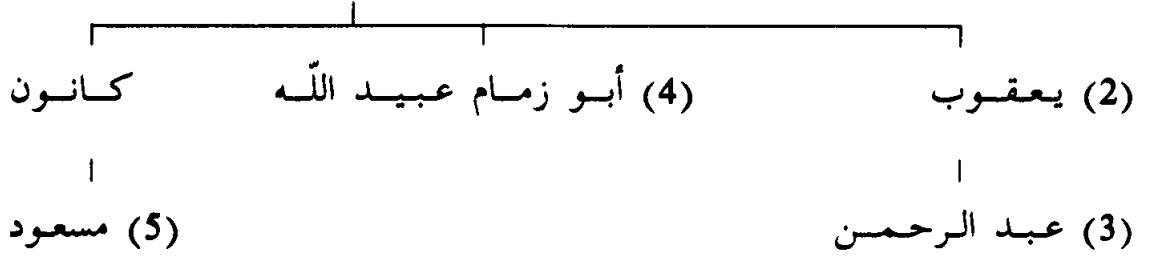 (2) يعقوب (4) أبو زمام عبيد اللّه كانون
(3) عبد الرحمن (5) مسعود